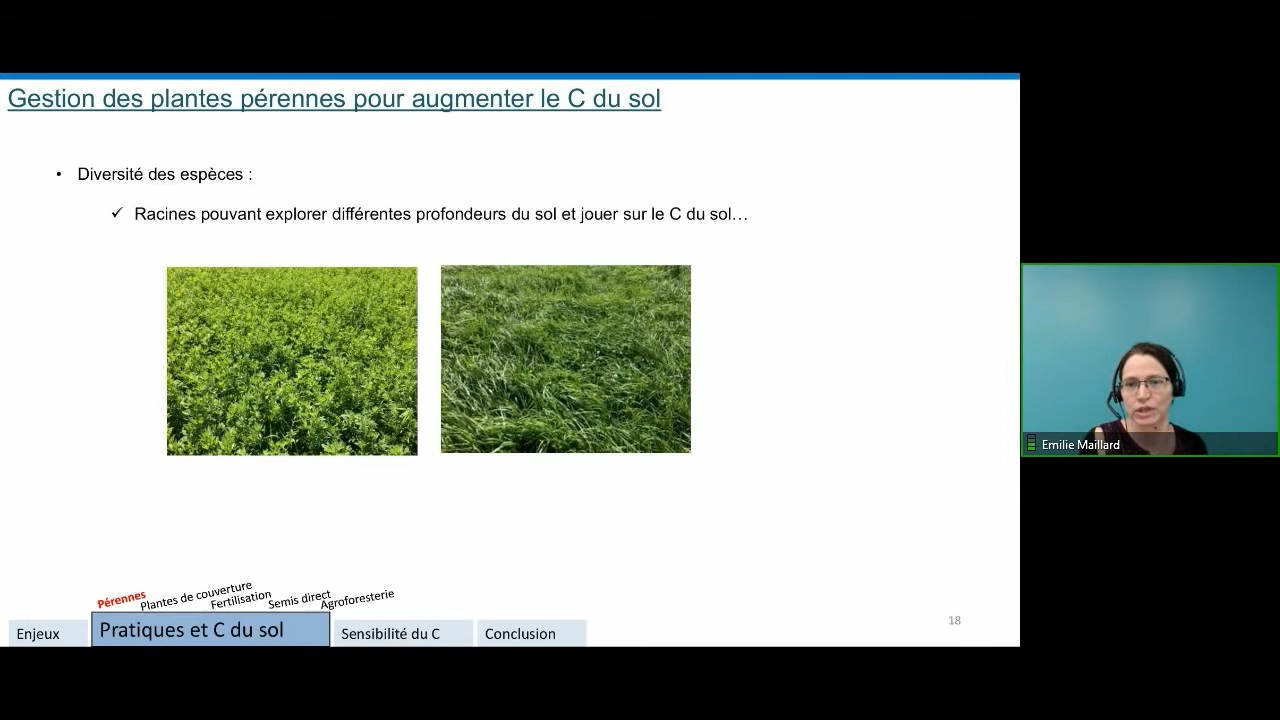 Gestion des plantes pérennes pour augmenter le C du sol
• Diversité des espèces :
✓ Racines pouvant explorer différentes profondeurs du sol et jouer sur le C du sol…
Emilie Maillard
Pérennes
Plantes de couverture
Fertilisation
Semis direct
Agroforesterie
18
Enjeux
Pratiques et C du sol
Sensibilité du C
Conclusion